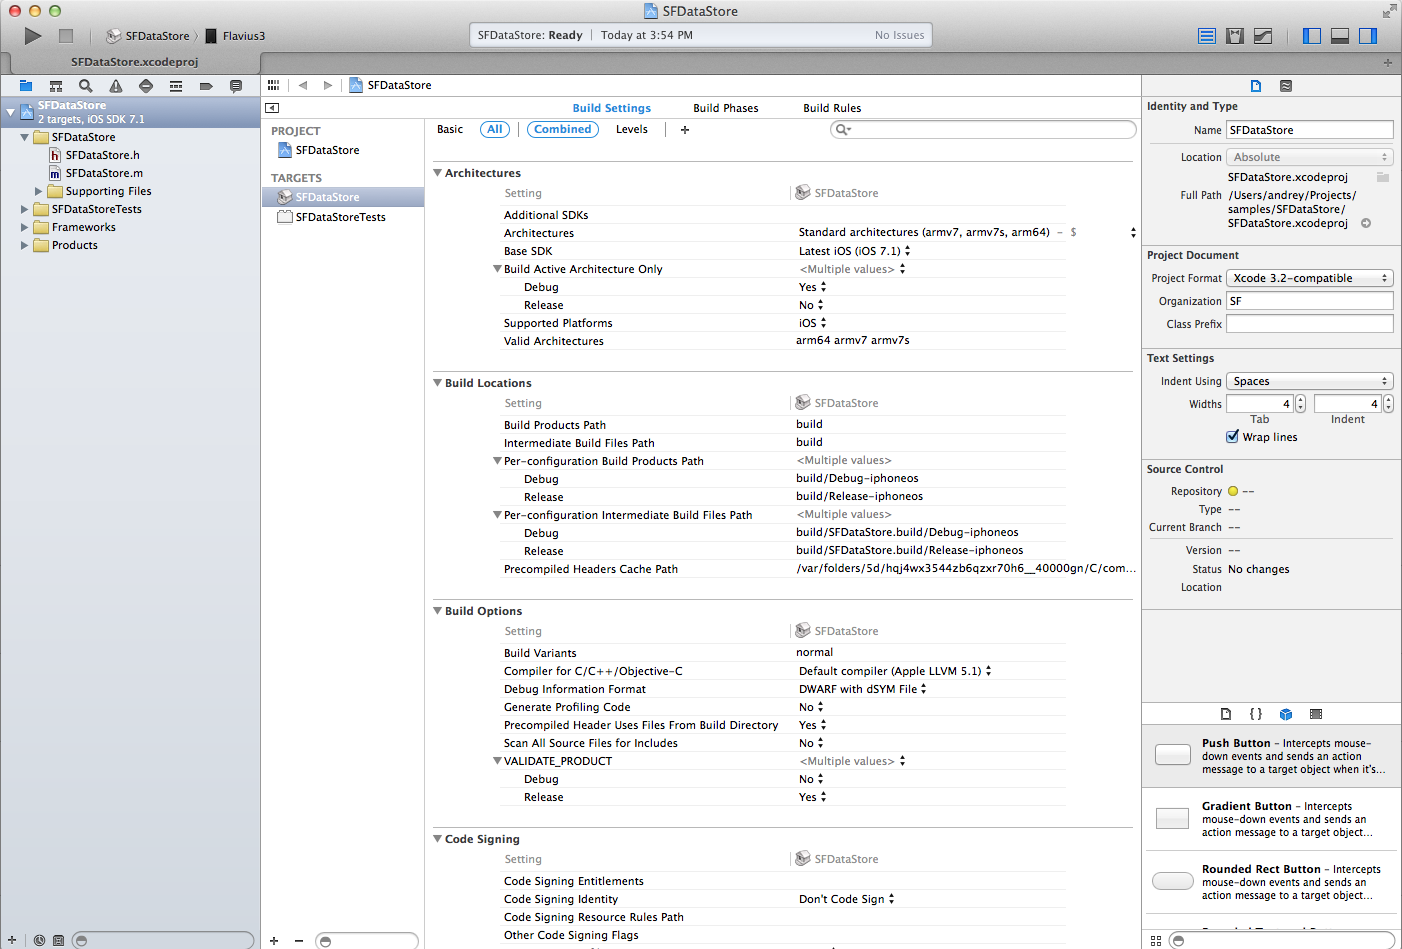 SFDataStore
SFDataStore
Flavius3
SFDataStore: Ready
Today at 3:54 PM
No Issues
SFDataStore.xcodeproj
SFDataStore
2 targets, iOS SDK 7.1
SFDataStore
SFDataStore.h
SFDataStore.m
Supporting Files
SFDataStoreTests
Frameworks
Products
SFDataStore
PROJECT
SFDataStore
TARGETS
SFDataStore
SFDataStoreTests
Build Settings Build Phases Build Rules
Basic All Combined Levels +
Architectures
Setting SFDataStore
Additional SDKs
Architectures Standard architectures (armv7, armv7s, arm64) - $
Base SDK Latest iOS (iOS 7.1)
Build Active Architecture Only <Multiple values>
Debug Yes
Release No
Supported Platforms iOS
Valid Architectures arm64 armv7 armv7s
Build Locations
Setting SFDataStore
Build Products Path build
Intermediate Build Files Path build
Per-configuration Build Products Path <Multiple values>
Debug build/Debug-iphoneos
Release build/Release-iphoneos
Per-configuration Intermediate Build Files Path <Multiple values>
Debug build/SFDataStore.build/Debug-iphoneos
Release build/SFDataStore.build/Release-iphoneos
Precompiled Headers Cache Path /var/folders/5d/hqj4wx3544zb6qzxr70h6__40000gn/C/com...
Build Options
Setting SFDataStore
Build Variants normal
Compiler for C/C++/Objective-C Default compiler (Apple LLVM 5.1)
Debug Information Format DWARF with dSYM File
Generate Profiling Code No
Precompiled Header Uses Files From Build Directory Yes
Scan All Source Files for Includes No
VALIDATE_PRODUCT <Multiple values>
Debug No
Release Yes
Code Signing
Setting SFDataStore
Code Signing Entitlements
Code Signing Identity Don't Code Sign
Code Signing Resource Rules Path
Other Code Signing Flags
Identity and Type
Name SFDataStore
Location Absolute
SFDataStore.xcodeproj
Full Path /Users/andrey/Projects/
samples/SFDataStore/
SFDataStore.xcodeproj
Project Document
Project Format Xcode 3.2-compatible
Organization SF
Class Prefix
Text Settings
Indent Using Spaces
Widths 4 4
Tab Indent
Wrap lines
Source Control
Repository --
Type --
Current Branch --
Version --
Status No changes
Location
{ }
Push Button - Intercepts mouse-
down events and sends an action
message to a target object when it's...
Gradient Button - Intercepts
mouse-down events and sends an
action message to a target object...
Rounded Rect Button - Intercepts
mouse-down events and sends an
action message to a target object...